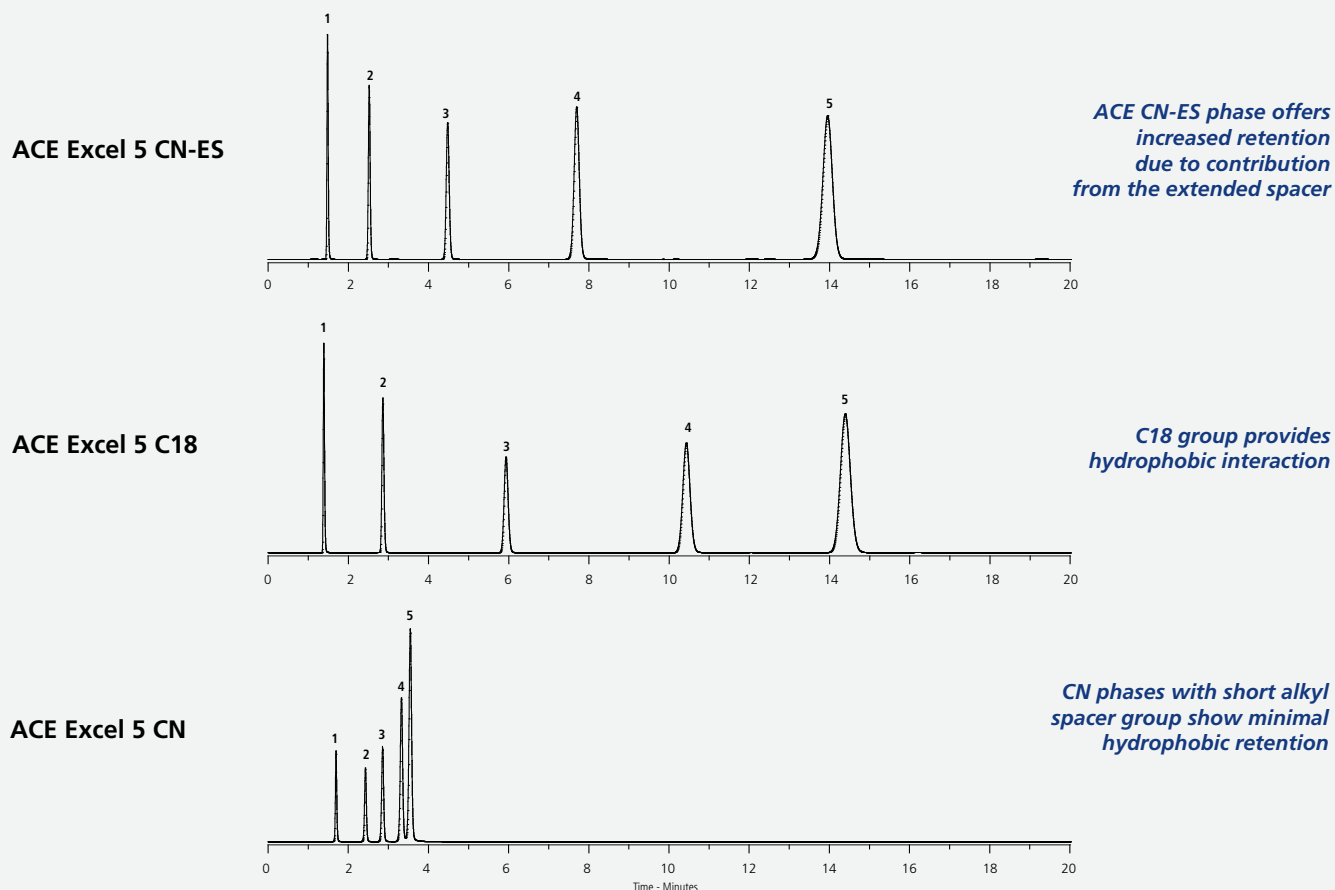 1
2
3
4
5
ACE Excel 5 CN-ES
ACE CN-ES phase offers
increased retention
due to contribution
from the extended spacer
0 2 4 6 8 10 12 14 16 18 20
1
2
3
4
5
ACE Excel 5 C18
C18 group provides
hydrophobic interaction
0 2 4 6 8 10 12 14 16 18 20
5
4
3
2
1
ACE Excel 5 CN
CN phases with short alkyl
spacer group show minimal
hydrophobic retention
0 2 4 6 8 10 12 14 16 18 20
Time - Minutes